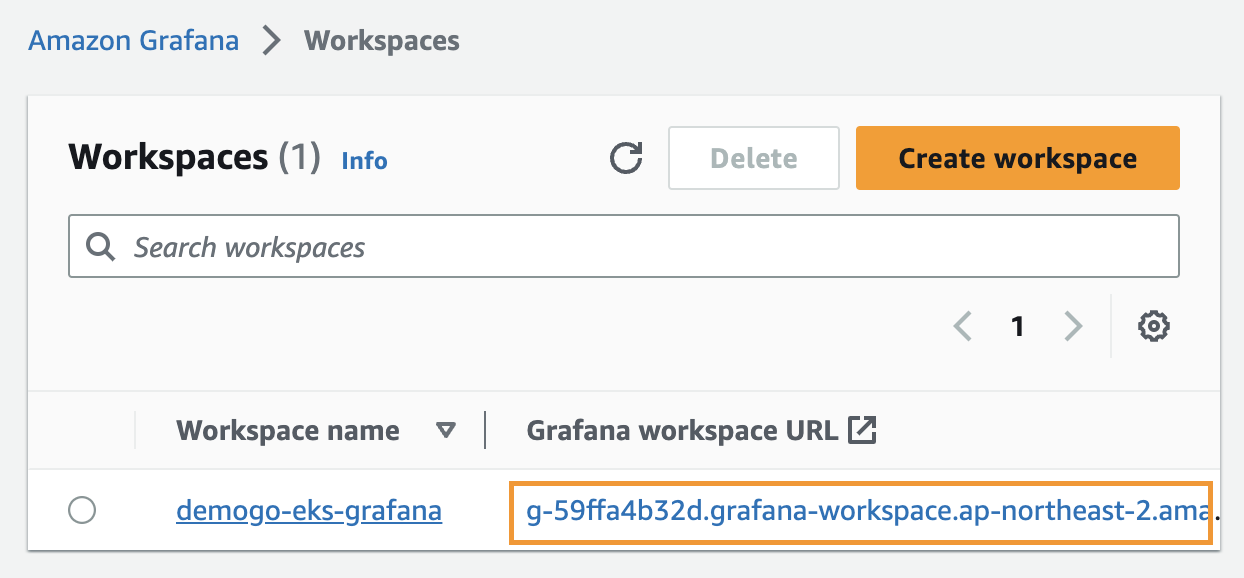 Amazon Grafana > Workspaces
Workspaces (1) Info Delete Create workspace
Search workspaces
1
Workspace name Grafana workspace URL
demogo-eks-grafana g-59ffa4b32d.grafana-workspace.ap-northeast-2.ama.